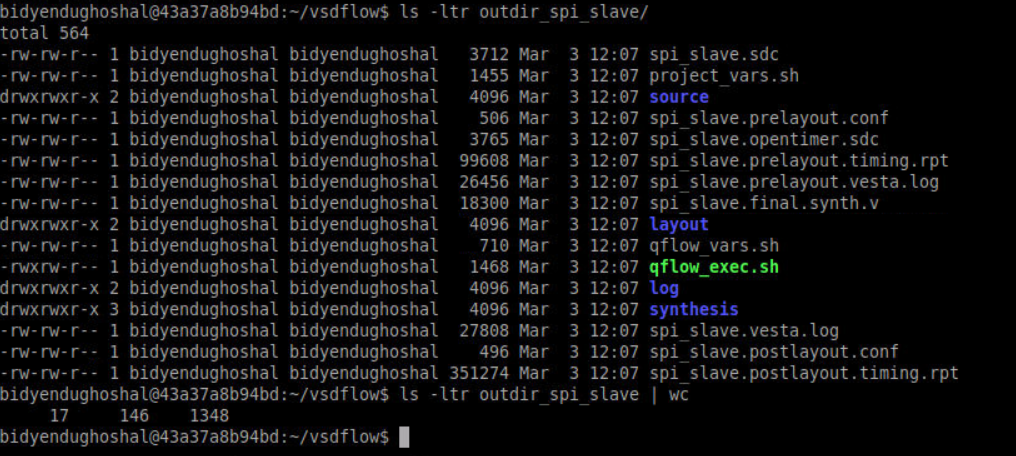 bidyendughoshal@43a37a8b94bd:~/vsdflow$ ls -ltr outdir_spi_slave/
total 564
-rw-rw-r-- 1 bidyendughoshal bidyendughoshal   3712 Mar  3 12:07 spi_slave.sdc
-rw-rw-r-- 1 bidyendughoshal bidyendughoshal   1455 Mar  3 12:07 project_vars.sh
drwxrwxr-x 2 bidyendughoshal bidyendughoshal   4096 Mar  3 12:07 source
-rw-rw-r-- 1 bidyendughoshal bidyendughoshal    506 Mar  3 12:07 spi_slave.prelayout.conf
-rw-rw-r-- 1 bidyendughoshal bidyendughoshal   3765 Mar  3 12:07 spi_slave.opentimer.sdc
-rw-rw-r-- 1 bidyendughoshal bidyendughoshal  99608 Mar  3 12:07 spi_slave.prelayout.timing.rpt
-rw-rw-r-- 1 bidyendughoshal bidyendughoshal  26456 Mar  3 12:07 spi_slave.prelayout.vesta.log
-rw-rw-r-- 1 bidyendughoshal bidyendughoshal  18300 Mar  3 12:07 spi_slave.final.synth.v
drwxrwxr-x 2 bidyendughoshal bidyendughoshal   4096 Mar  3 12:07 layout
-rw-rw-r-- 1 bidyendughoshal bidyendughoshal    710 Mar  3 12:07 qflow_vars.sh
-rwxrw-r-- 1 bidyendughoshal bidyendughoshal   1468 Mar  3 12:07 qflow_exec.sh
drwxrwxr-x 2 bidyendughoshal bidyendughoshal   4096 Mar  3 12:07 log
drwxrwxr-x 3 bidyendughoshal bidyendughoshal   4096 Mar  3 12:07 synthesis
-rw-rw-r-- 1 bidyendughoshal bidyendughoshal  27808 Mar  3 12:07 spi_slave.vesta.log
-rw-rw-r-- 1 bidyendughoshal bidyendughoshal    496 Mar  3 12:07 spi_slave.postlayout.conf
-rw-rw-r-- 1 bidyendughoshal bidyendughoshal 351274 Mar  3 12:07 spi_slave.postlayout.timing.rpt
bidyendughoshal@43a37a8b94bd:~/vsdflow$ ls -ltr outdir_spi_slave | wc
     17     146    1348
bidyendughoshal@43a37a8b94bd:~/vsdflow$